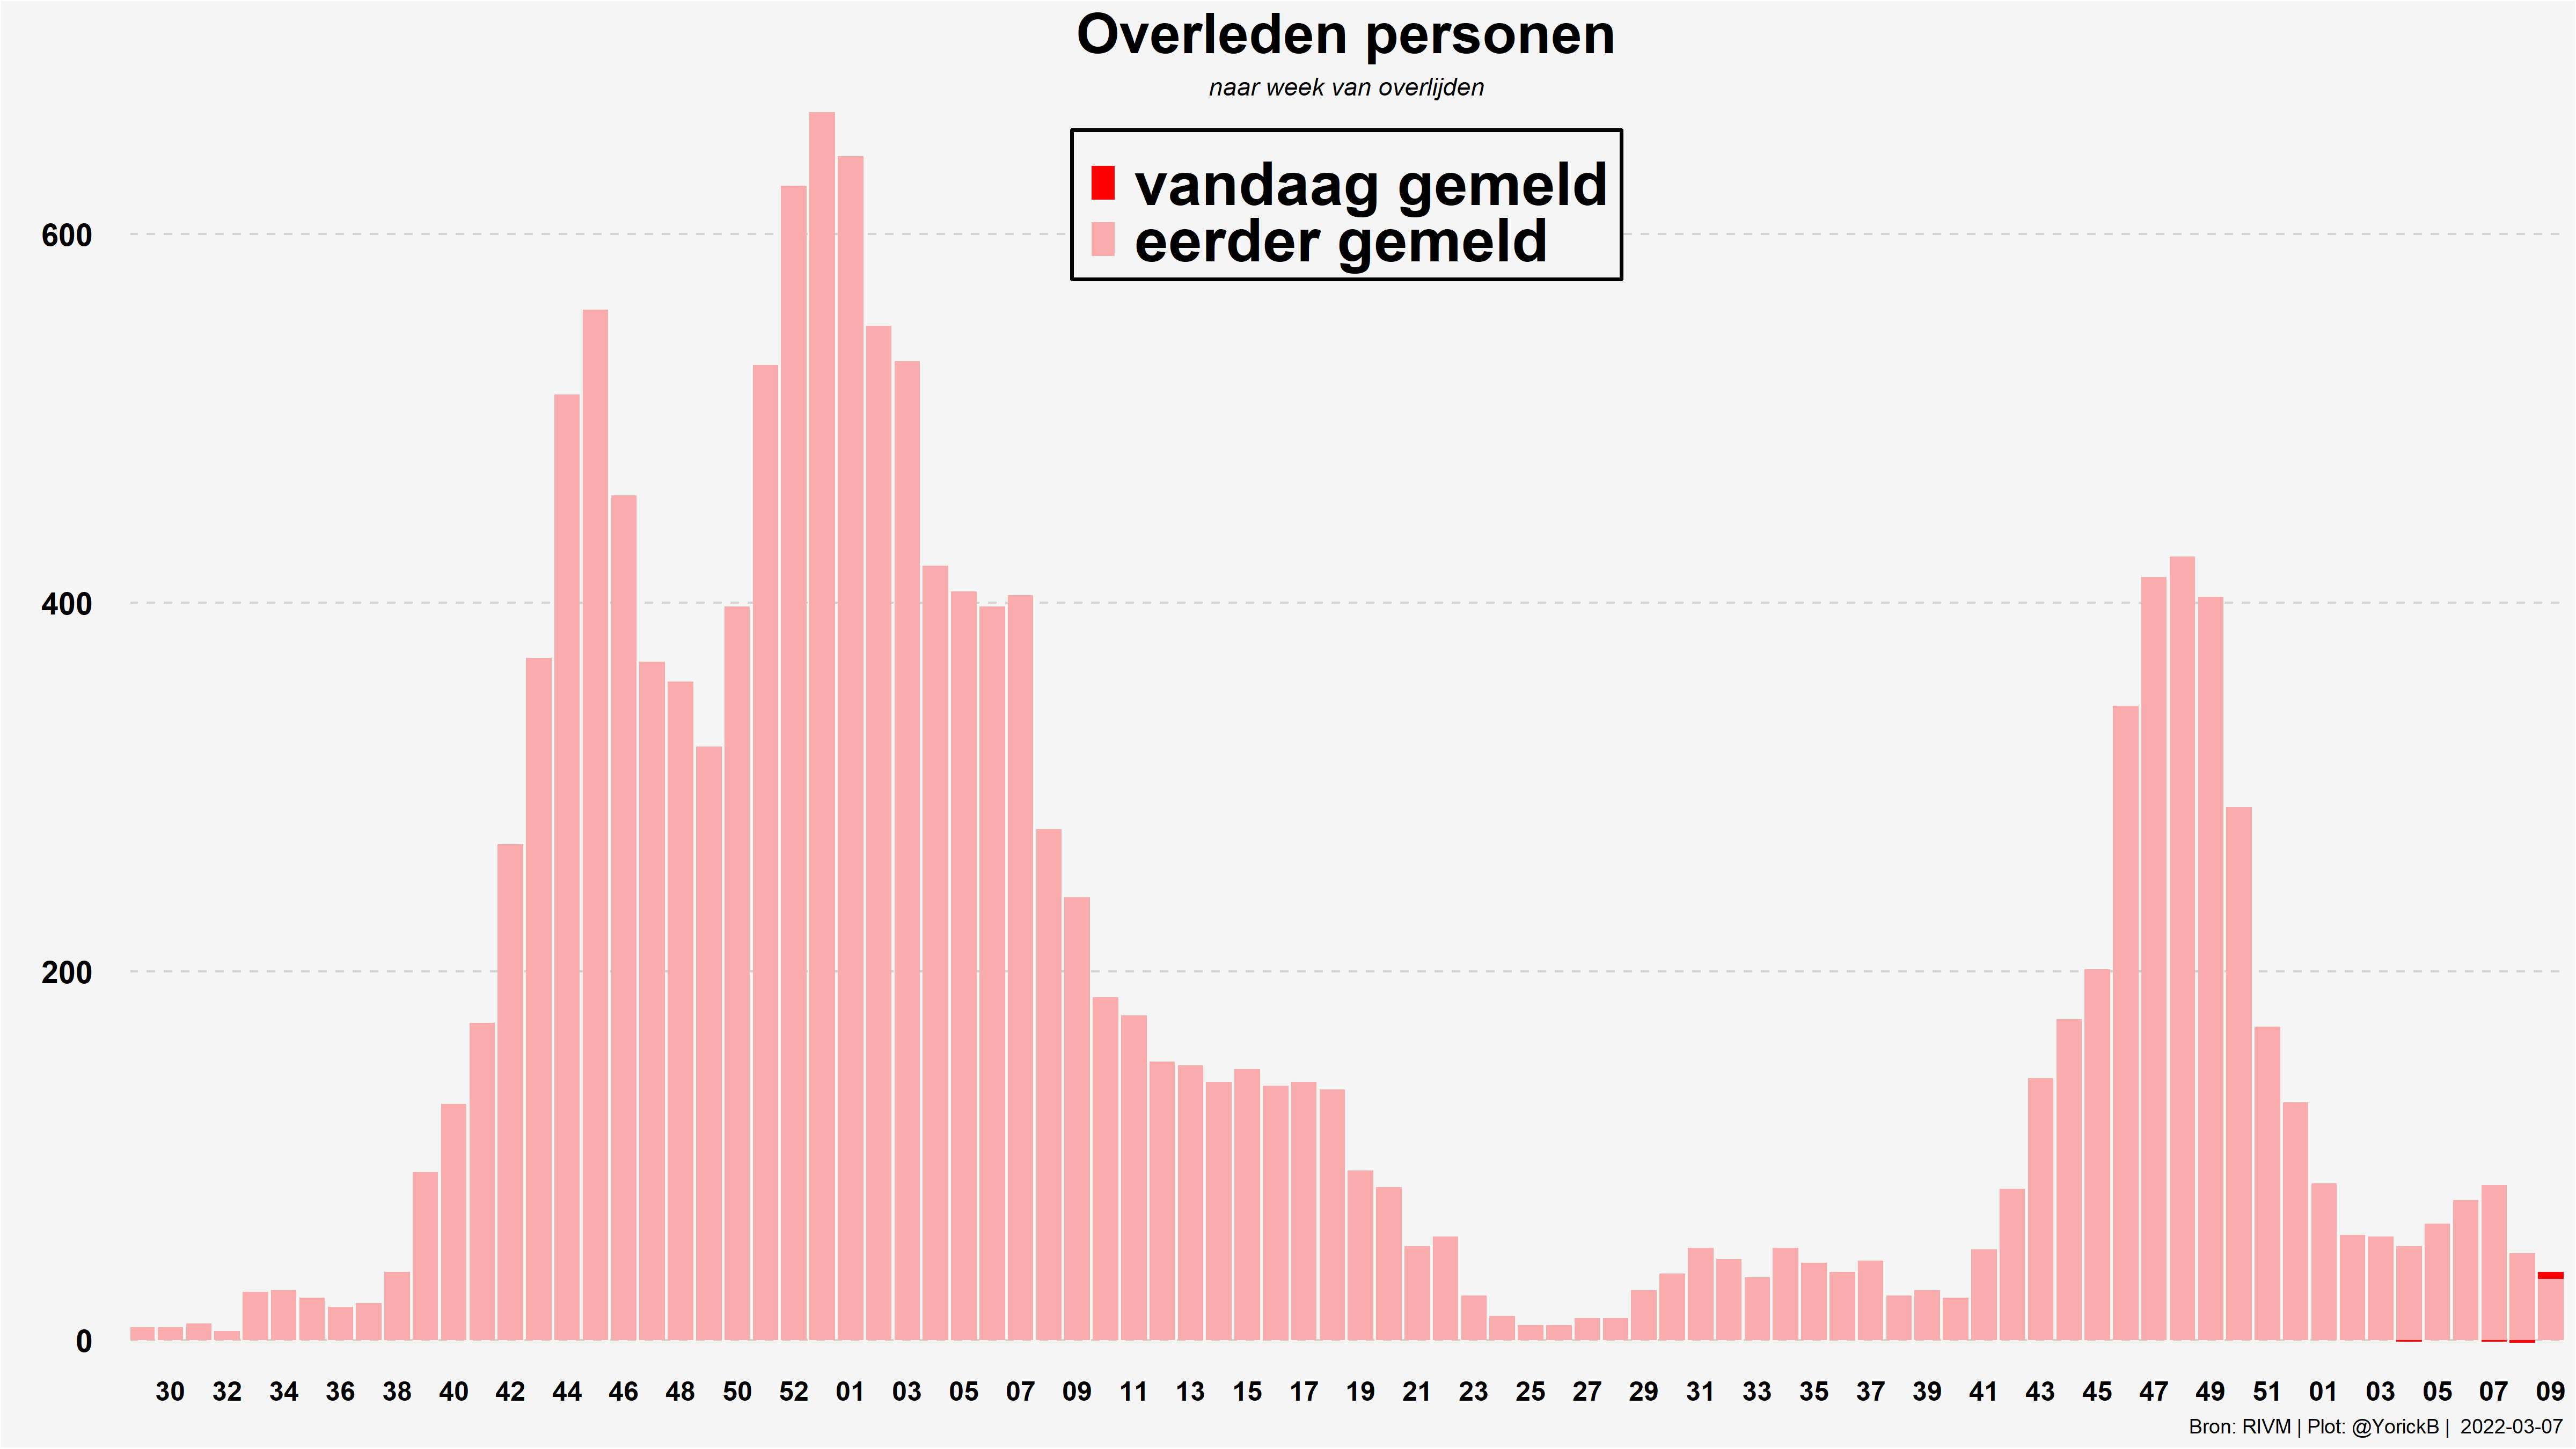 Overleden personen
naar week van overlijden
vandaag gemeld
eerder gemeld
600
400
200
0
30 32 34 36 38 40 42 44 46 48 50 52 01 03 05 07 09 11 13 15 17 19 21 23 25 27 29 31 33 35 37 39 41 43 45 47 49 51 01 03 05 07 09
Bron: RIVM | Plot: @YorickB | 2022-03-07